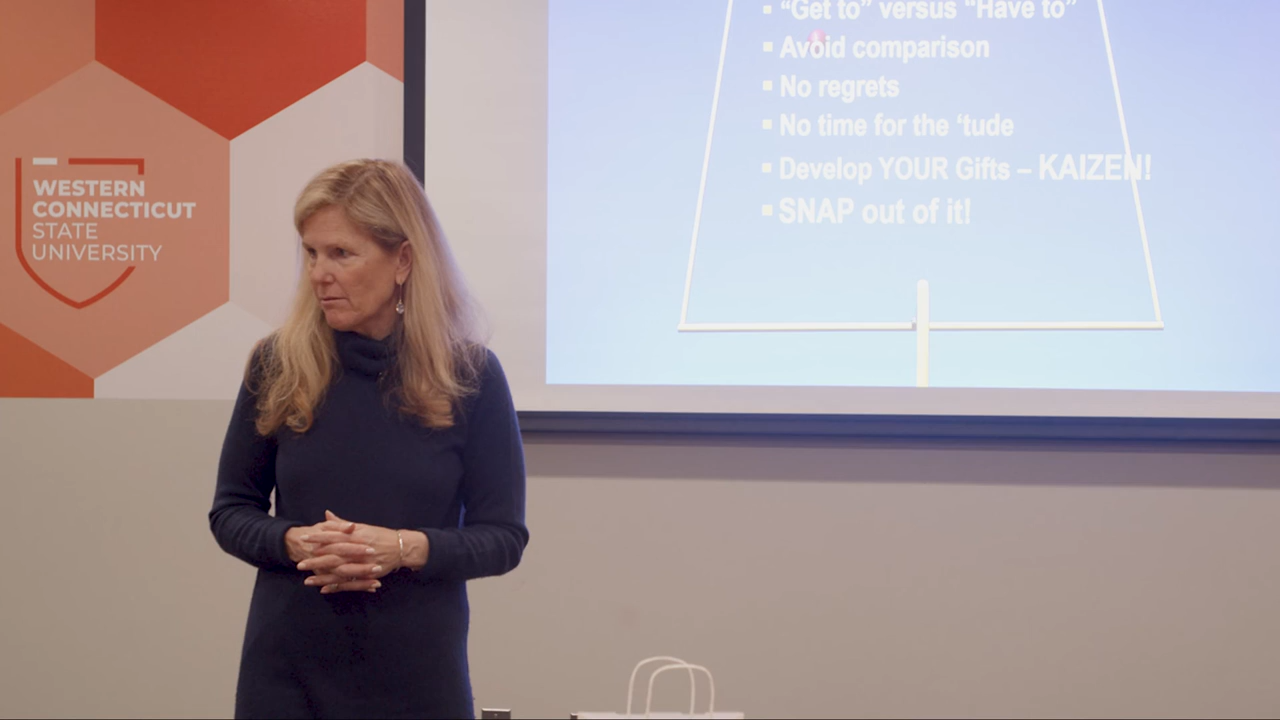 WESTERN
CONNECTICUT
STATE
UNIVERSITY
▪ “Get to” versus “Have to”
▪ Avoid comparison
▪ No regrets
▪ No time for the ‘tude
▪ Develop YOUR Gifts – KAIZEN!
▪ SNAP out of it!